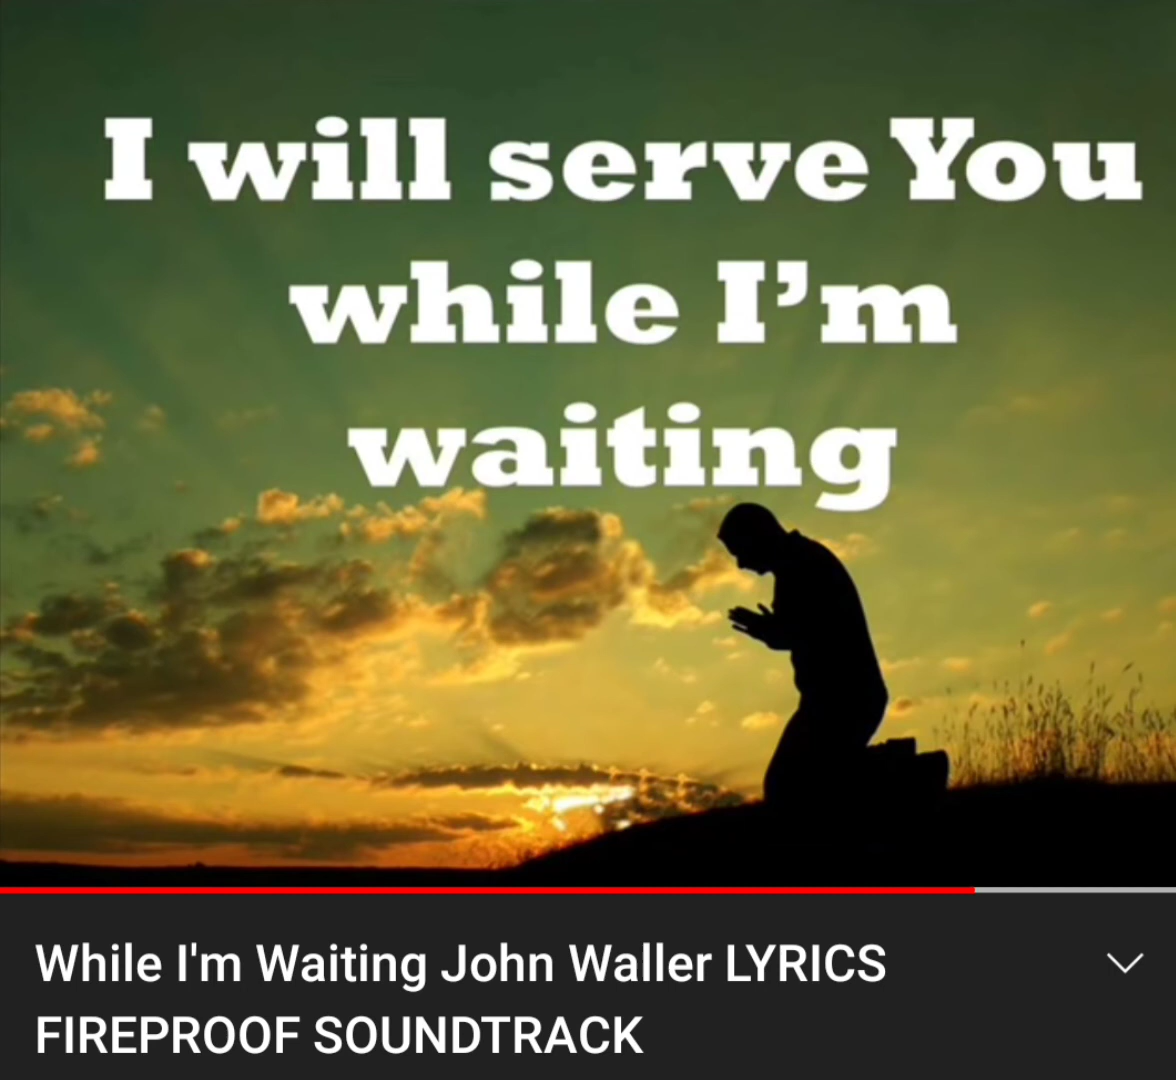 I will serve You
while I'm
waiting
While I'm Waiting John Waller LYRICS
FIREPROOF SOUNDTRACK